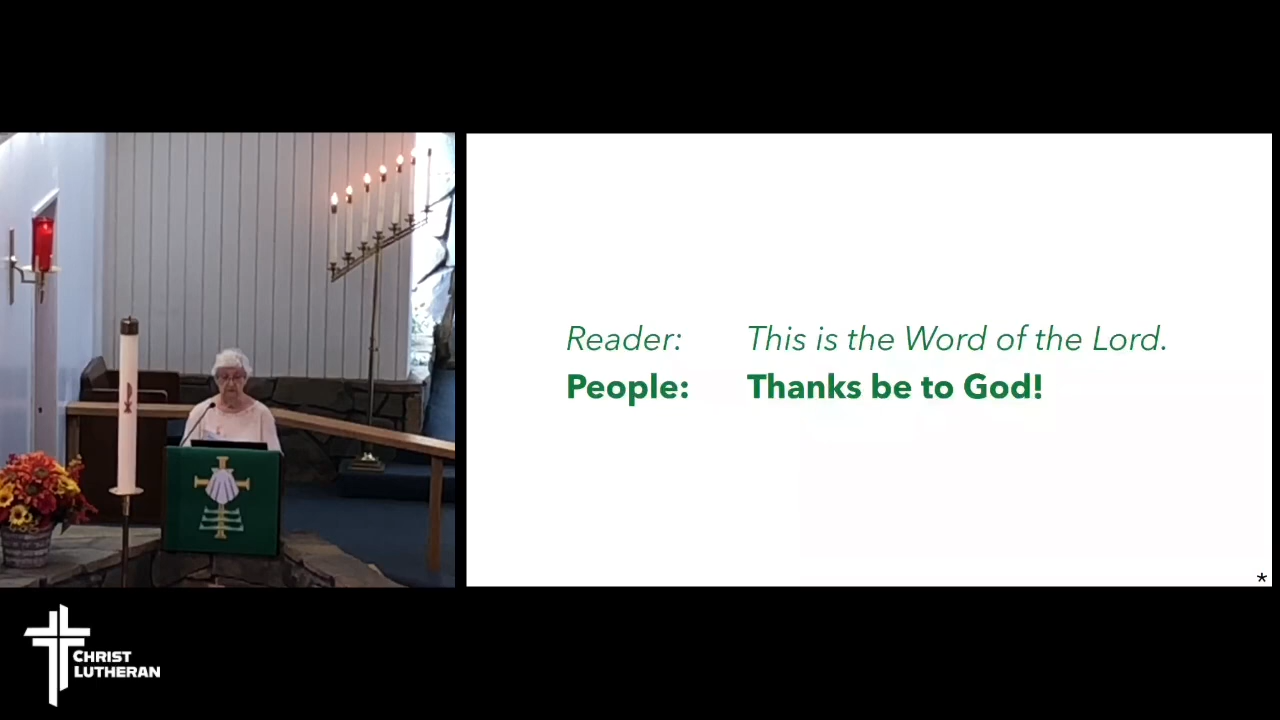 Reader: This is the Word of the Lord.
People: Thanks be to God!
*
CHRIST
LUTHERAN